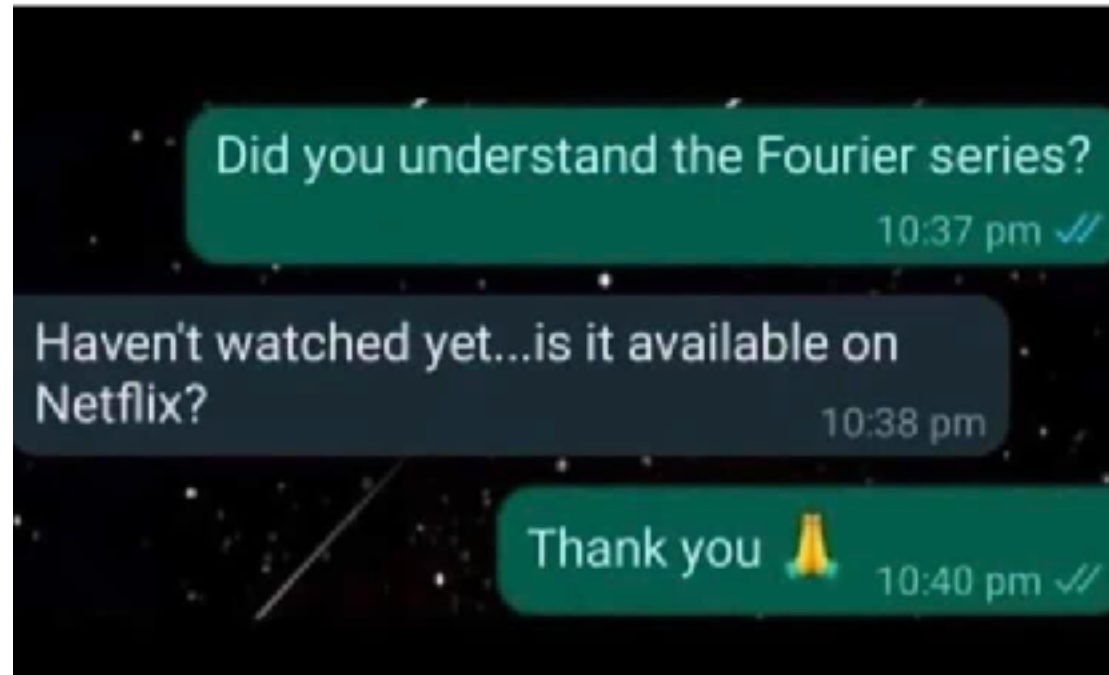 Did you understand the Fourier series?
10:37 pm
Haven't watched yet...is it available on
Netflix?
10:38 pm
Thank you 🙏
10:40 pm